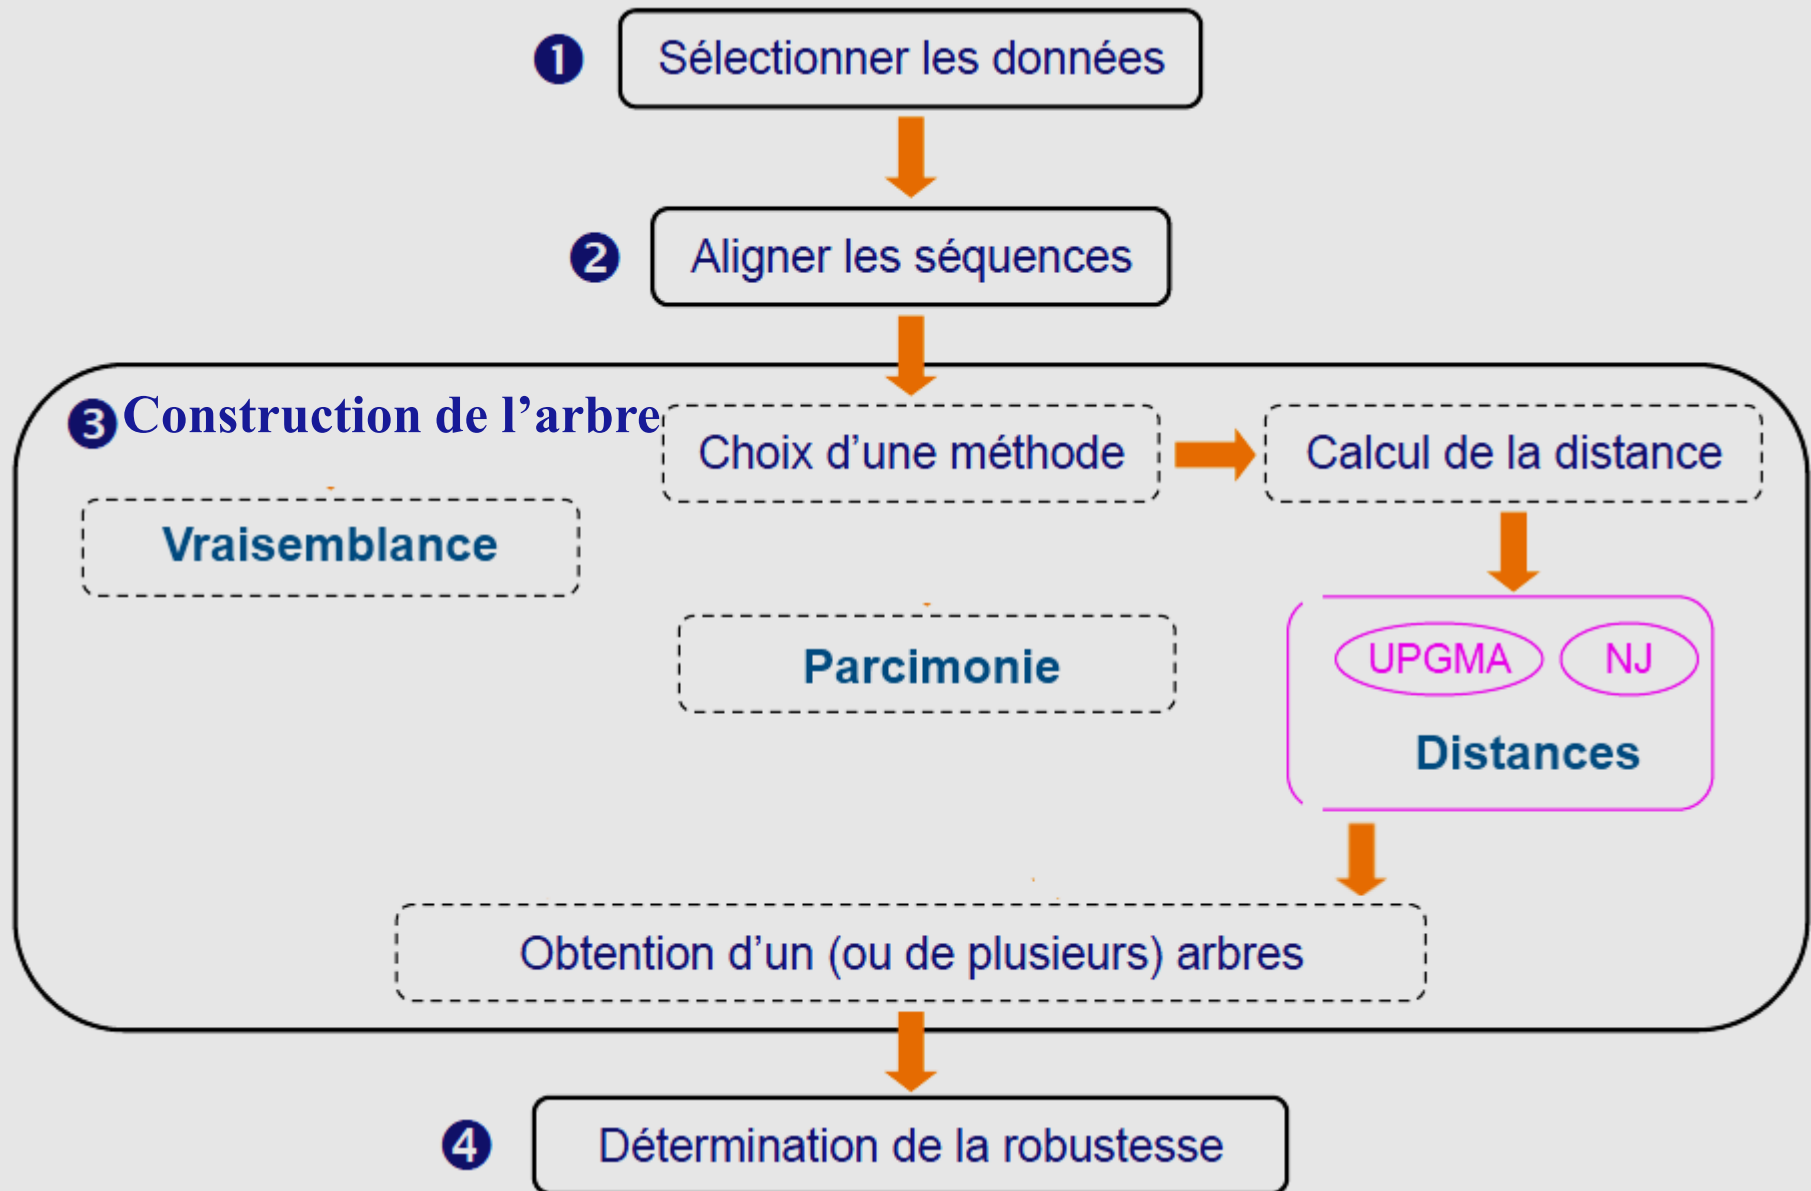 ❶ Sélectionner les données
❷ Aligner les séquences
❸ Construction de l’arbre
Choix d’une méthode
Calcul de la distance
Vraisemblance
Parcimonie
UPGMA NJ
Distances
Obtention d’un (ou de plusieurs) arbres
❹ Détermination de la robustesse